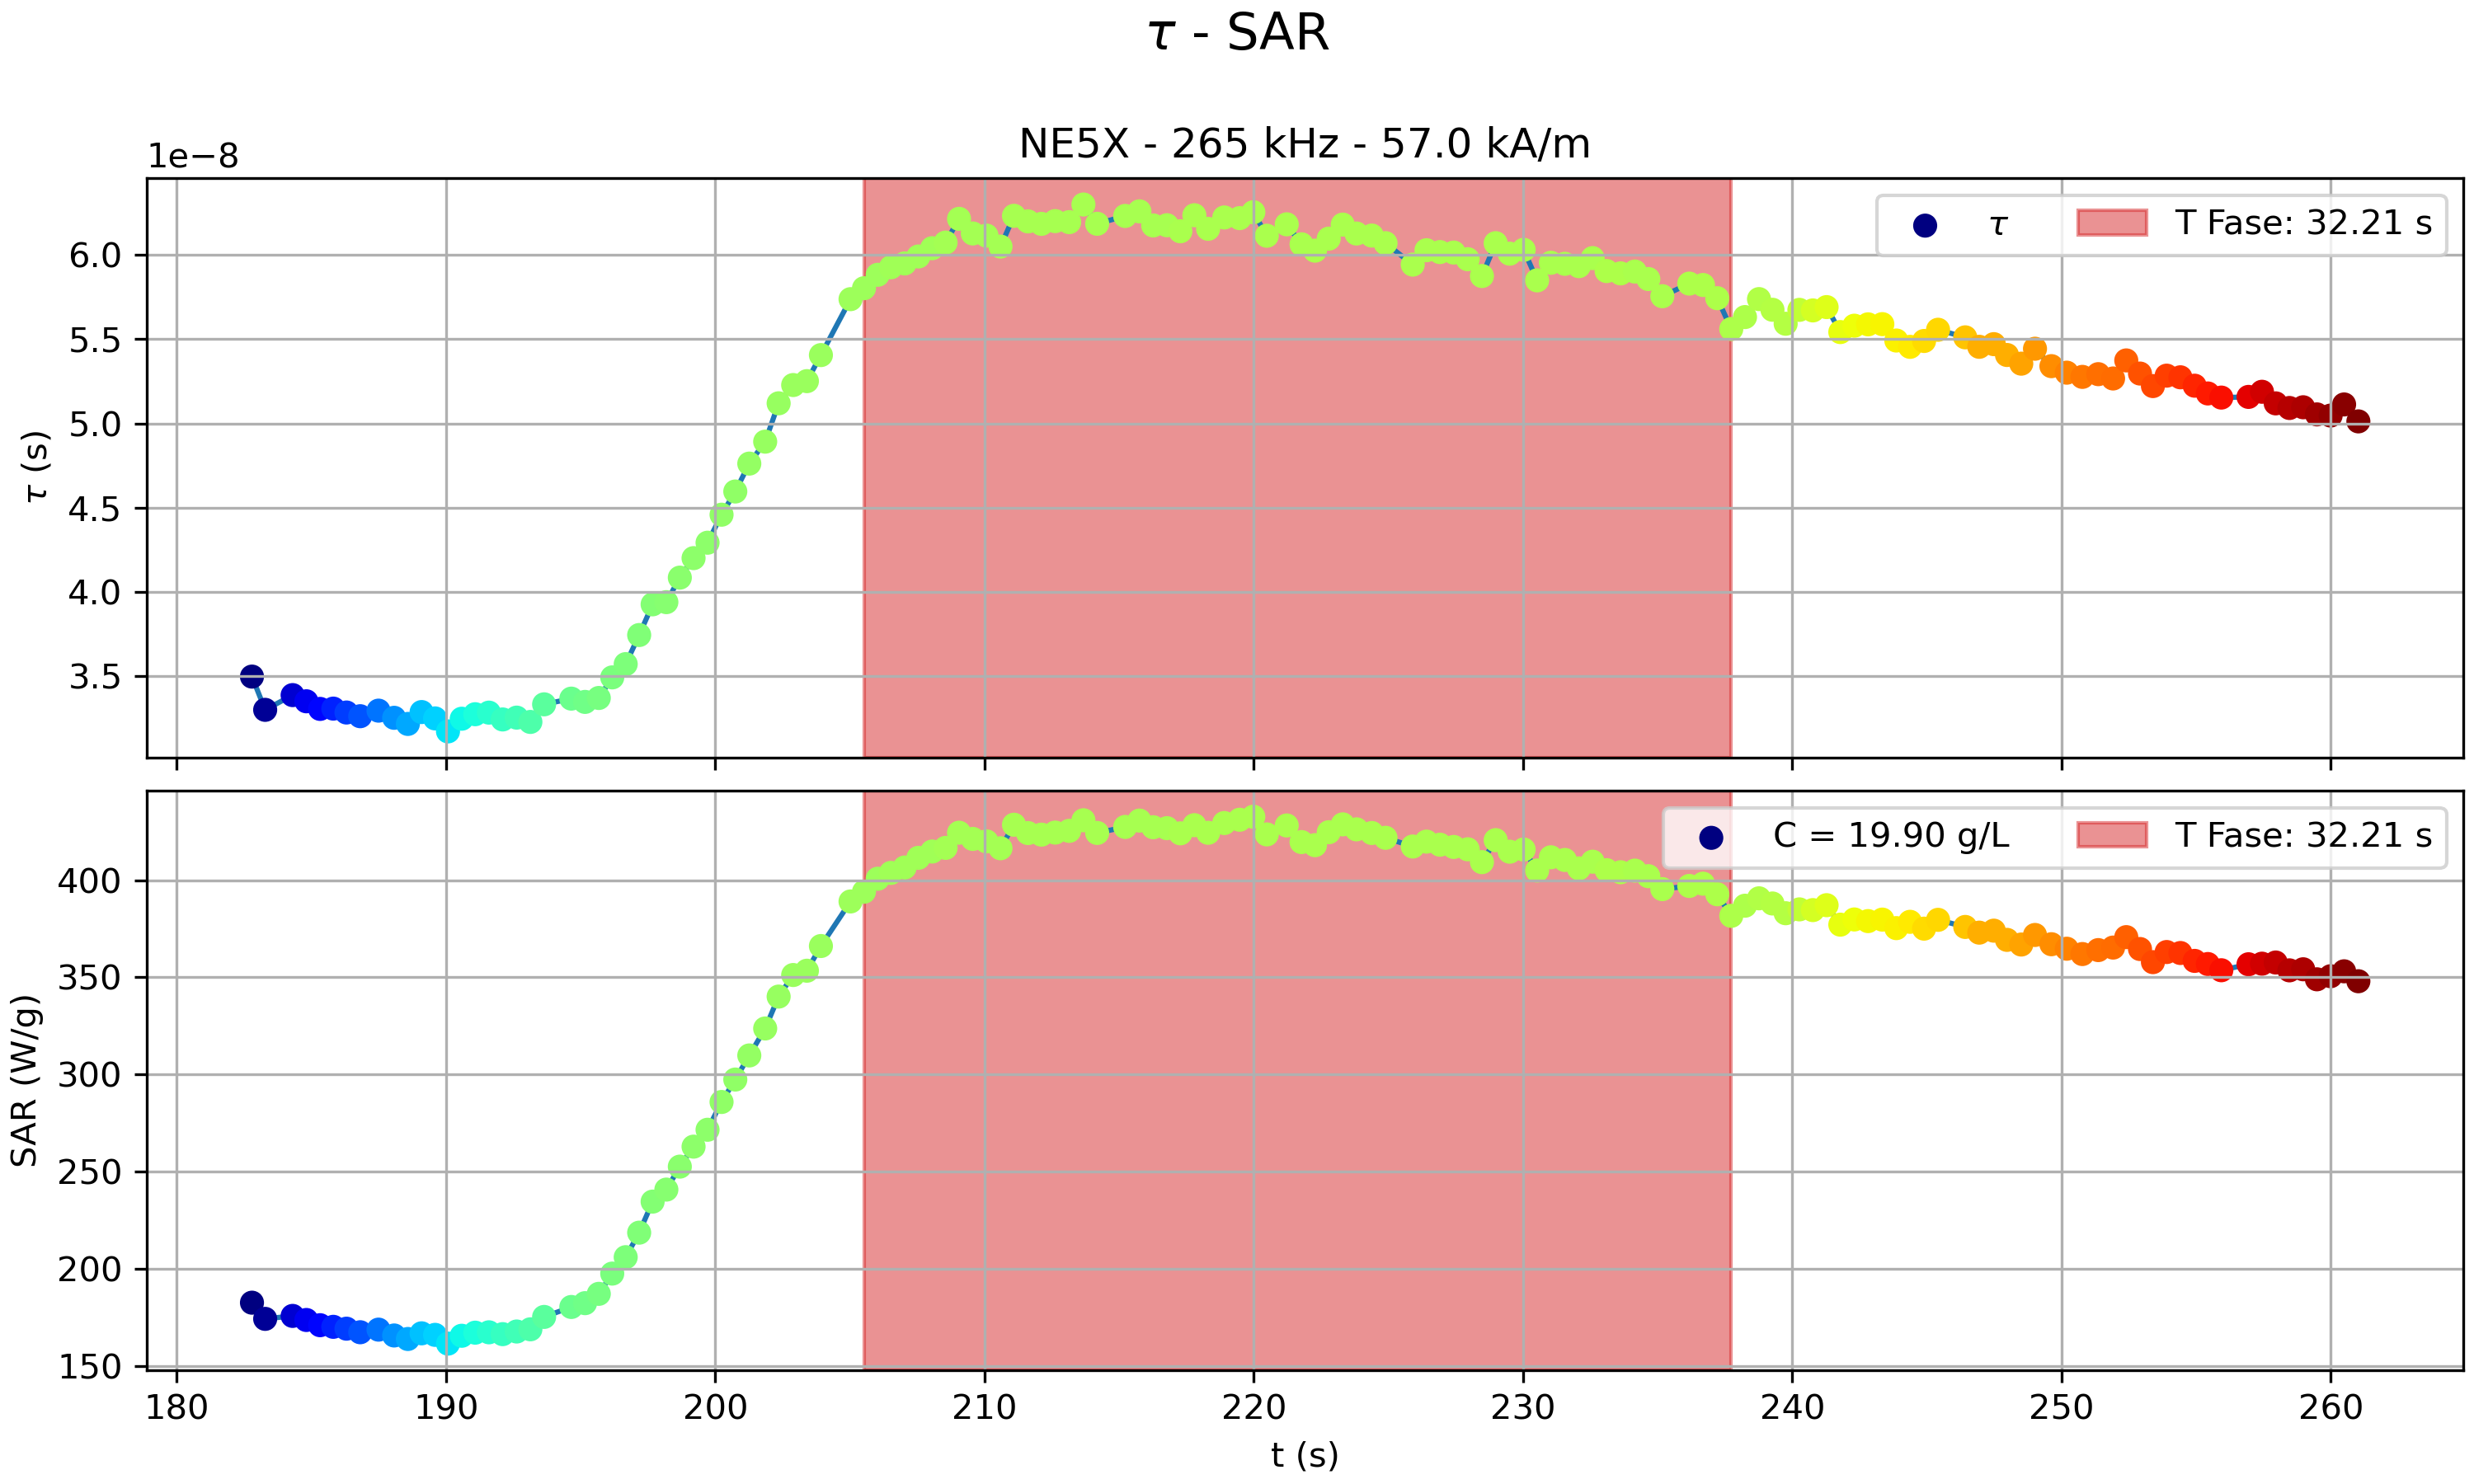 τ - SAR
NE5X - 265 kHz - 57.0 kA/m
1e−8
τ T Fase: 32.21 s
6.0
5.5
5.0
4.5
4.0
3.5
τ (s)
C = 19.90 g/L T Fase: 32.21 s
400
350
300
250
200
150
SAR (W/g)
180 190 200 210 220 230 240 250 260
t (s)